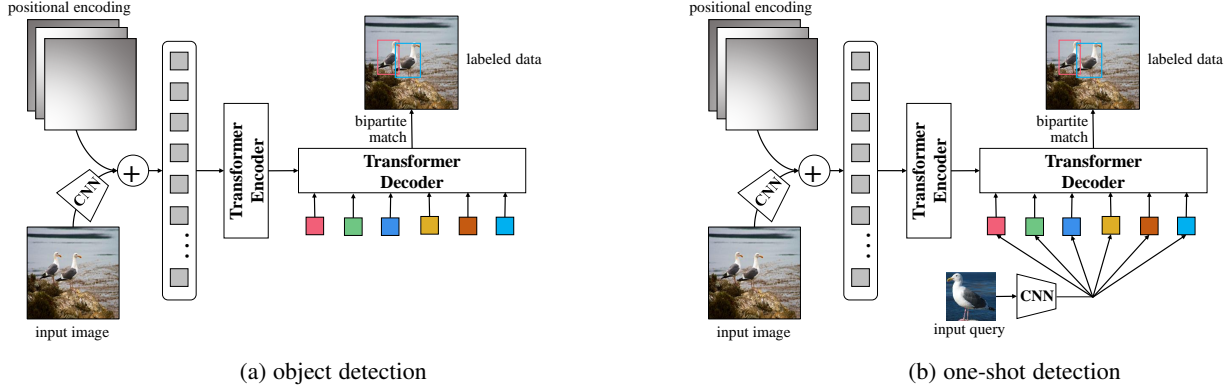 positional encoding
labeled data
bipartite
match
Transformer
Decoder
Transformer
Encoder
CNN
+
input image
(a) object detection
positional encoding
labeled data
bipartite
match
Transformer
Decoder
Transformer
Encoder
CNN
+
CNN
input query
input image
(b) one-shot detection